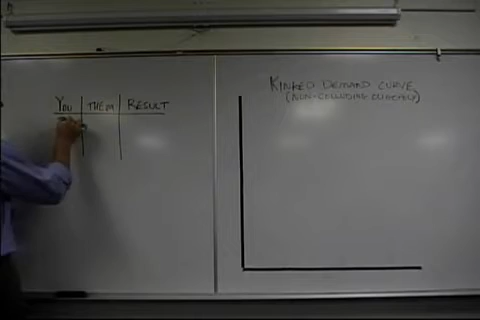 YOU THEM RESULT
KINKED DEMAND CURVE
(NON-COLLUDING OLIGOPOLY)